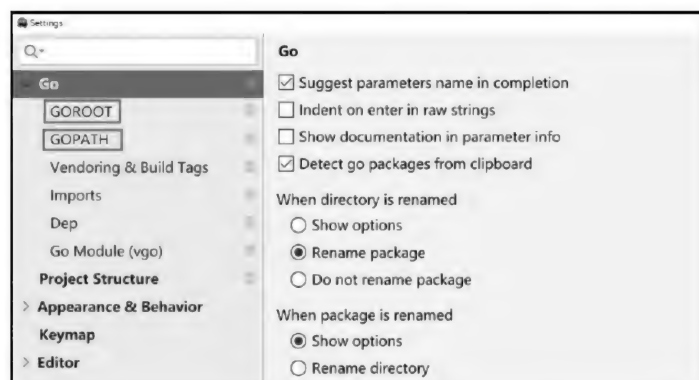 Settings
Go
GOROOT
GOPATH
Vendoring & Build Tags
Imports
Dep
Go Module (vgo)
Project Structure
Appearance & Behavior
Keymap
Editor
Go
Suggest parameters name in completion
Indent on enter in raw strings
Show documentation in parameter info
Detect go packages from clipboard
When directory is renamed
Show options
Rename package
Do not rename package
When package is renamed
Show options
Rename directory